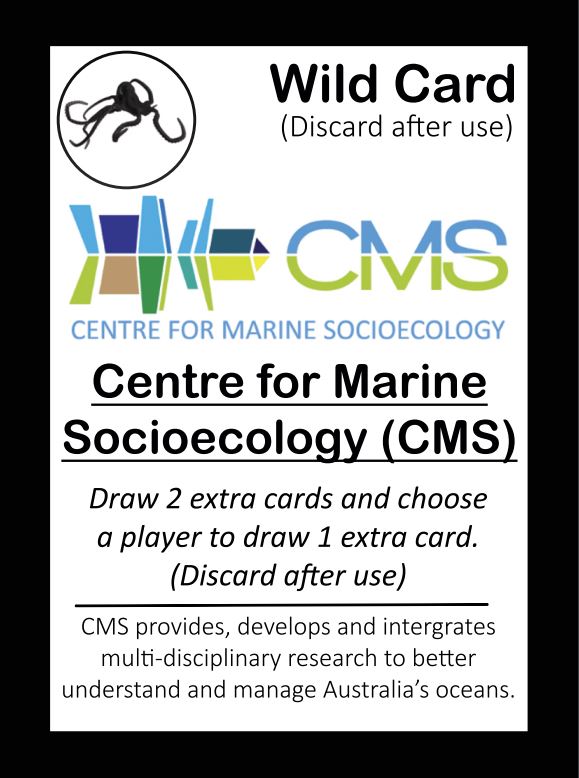 Wild Card
(Discard after use)
CMS
CENTRE FOR MARINE SOCIOECOLOGY
Centre for Marine
Socioecology (CMS)
Draw 2 extra cards and choose
a player to draw 1 extra card.
(Discard after use)
CMS provides, develops and intergrates
multi-disciplinary research to better
understand and manage Australia's oceans.